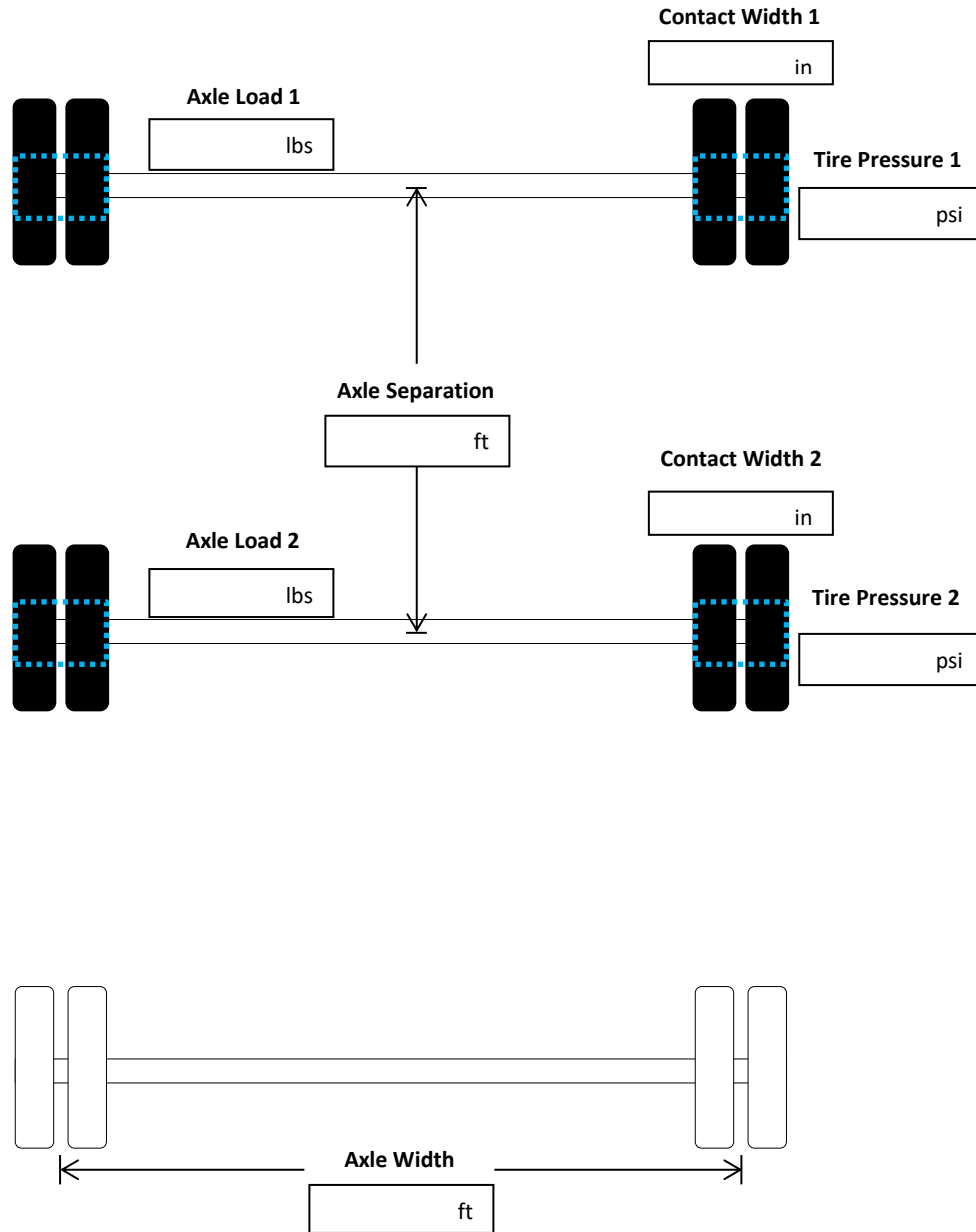 Contact Width 1
in
Axle Load 1
lbs
Tire Pressure 1
psi
Axle Separation
ft
Contact Width 2
in
Axle Load 2
lbs
Tire Pressure 2
psi
Axle Width
ft